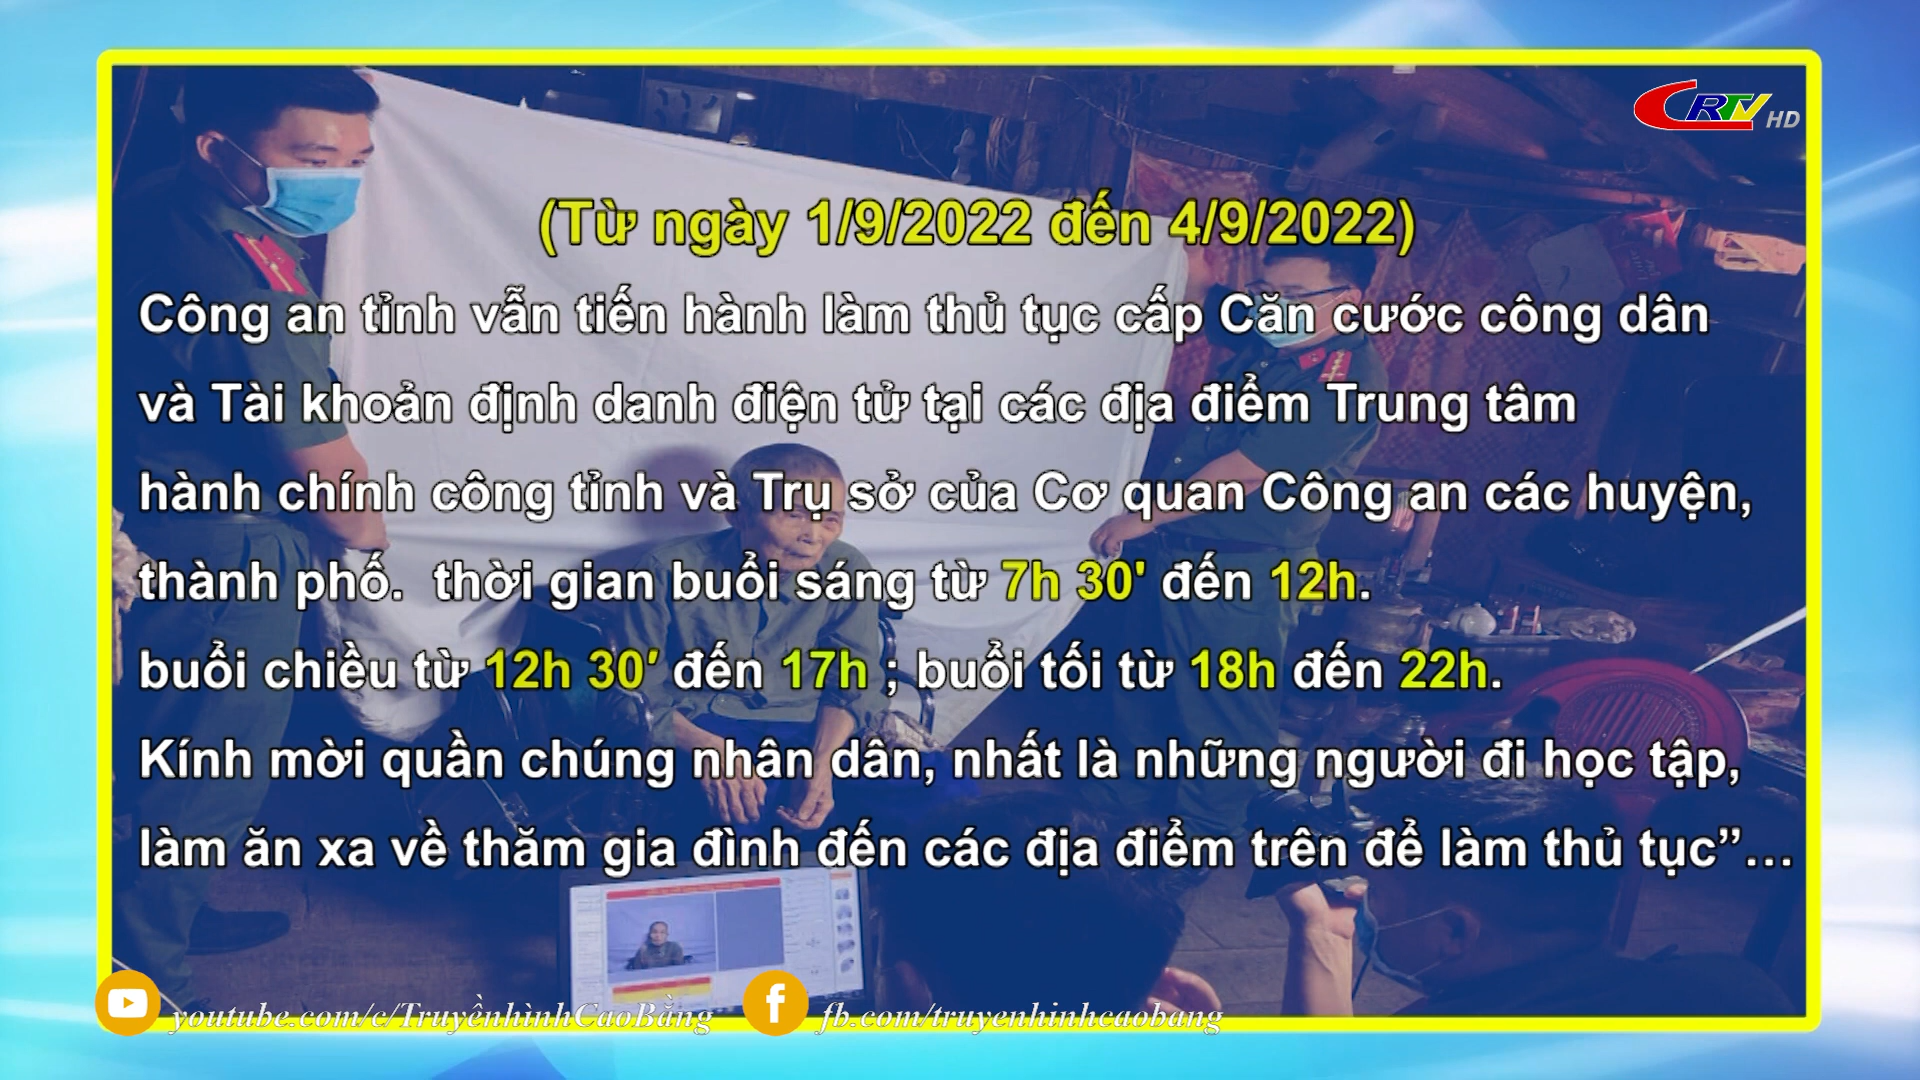 CRTV HD
(Từ ngày 1/9/2022 đến 4/9/2022)
Công an tỉnh vẫn tiến hành làm thủ tục cấp Căn cước công dân
và Tài khoản định danh điện tử tại các địa điểm Trung tâm
hành chính công tỉnh và Trụ sở của Cơ quan Công an các huyện,
thành phố. thời gian buổi sáng từ 7h 30' đến 12h.
buổi chiều từ 12h 30′ đến 17h ; buổi tối từ 18h đến 22h.
Kính mời quần chúng nhân dân, nhất là những người đi học tập,
làm ăn xa về thăm gia đình đến các địa điểm trên để làm thủ tục”...
youtube.com/c/TruyềnhìnhCaoBằng
fb.com/truyenhinhcaobang